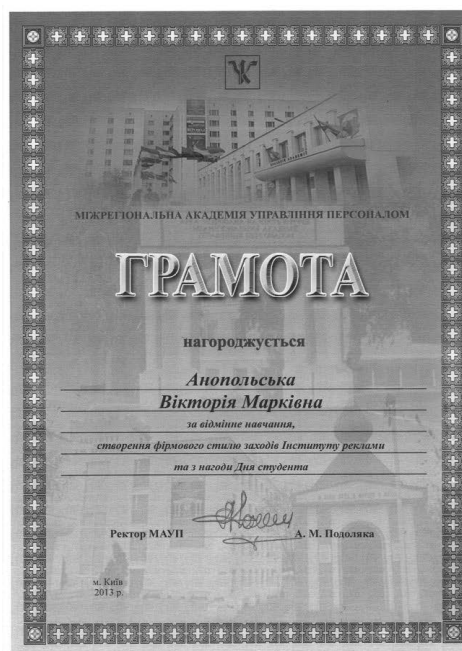 МІЖРЕГІОНАЛЬНА АКАДЕМІЯ УПРАВЛІННЯ ПЕРСОНАЛОМ
ГРАМОТА
нагороджується
Анопольська
Вікторія Марківна
за відмінне навчання,
створення фірмового стилю заходів Інституту реклами
та з нагоди Дня студента
Ректор МАУП А. М. Подоляка
м. Київ
2013 р.